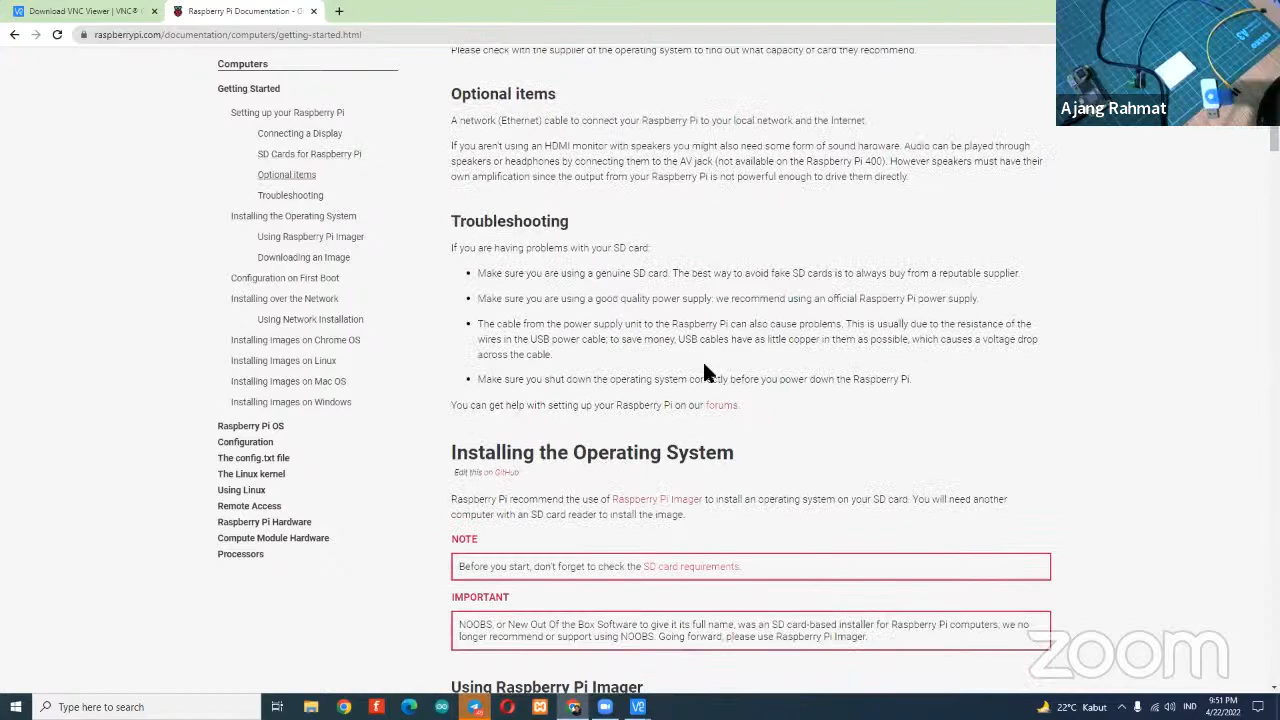 Download VNC Viewer | VNC®
Raspberry Pi Documentation - G
raspberrypi.com/documentation/computers/getting-started.html
Ajang Rahmat
Computers
Getting Started
Setting up your Raspberry Pi
Connecting a Display
SD Cards for Raspberry Pi
Optional items
Troubleshooting
Installing the Operating System
Using Raspberry Pi Imager
Downloading an Image
Configuration on First Boot
Installing over the Network
Using Network Installation
Installing Images on Chrome OS
Installing Images on Linux
Installing Images on Mac OS
Installing Images on Windows
Raspberry Pi OS
Configuration
The config.txt file
The Linux kernel
Using Linux
Remote Access
Raspberry Pi Hardware
Compute Module Hardware
Processors
Please check with the supplier of the operating system to find out what capacity of card they recommend.
Optional items
A network (Ethernet) cable to connect your Raspberry Pi to your local network and the Internet.
If you aren't using an HDMI monitor with speakers you might also need some form of sound hardware. Audio can be played through
speakers or headphones by connecting them to the AV jack (not available on the Raspberry Pi 400). However speakers must have their
own amplification since the output from your Raspberry Pi is not powerful enough to drive them directly.
Troubleshooting
If you are having problems with your SD card:
Make sure you are using a genuine SD card. The best way to avoid fake SD cards is to always buy from a reputable supplier.
Make sure you are using a good quality power supply: we recommend using an official Raspberry Pi power supply.
The cable from the power supply unit to the Raspberry Pi can also cause problems. This is usually due to the resistance of the
wires in the USB power cable; to save money, USB cables have as little copper in them as possible, which causes a voltage drop
across the cable.
Make sure you shut down the operating system correctly before you power down the Raspberry Pi.
You can get help with setting up your Raspberry Pi on our forums.
Installing the Operating System
Edit this on GitHub
Raspberry Pi recommend the use of Raspberry Pi Imager to install an operating system on your SD card. You will need another
computer with an SD card reader to install the image.
NOTE
Before you start, don't forget to check the SD card requirements.
IMPORTANT
NOOBS, or New Out Of the Box Software to give it its full name, was an SD card-based installer for Raspberry Pi computers, we no
longer recommend or support using NOOBS. Going forward, please use Raspberry Pi Imager.
Using Raspberry Pi Imager
zoom
Type here to search
22°C Kabut
9:51 PM
4/22/2022